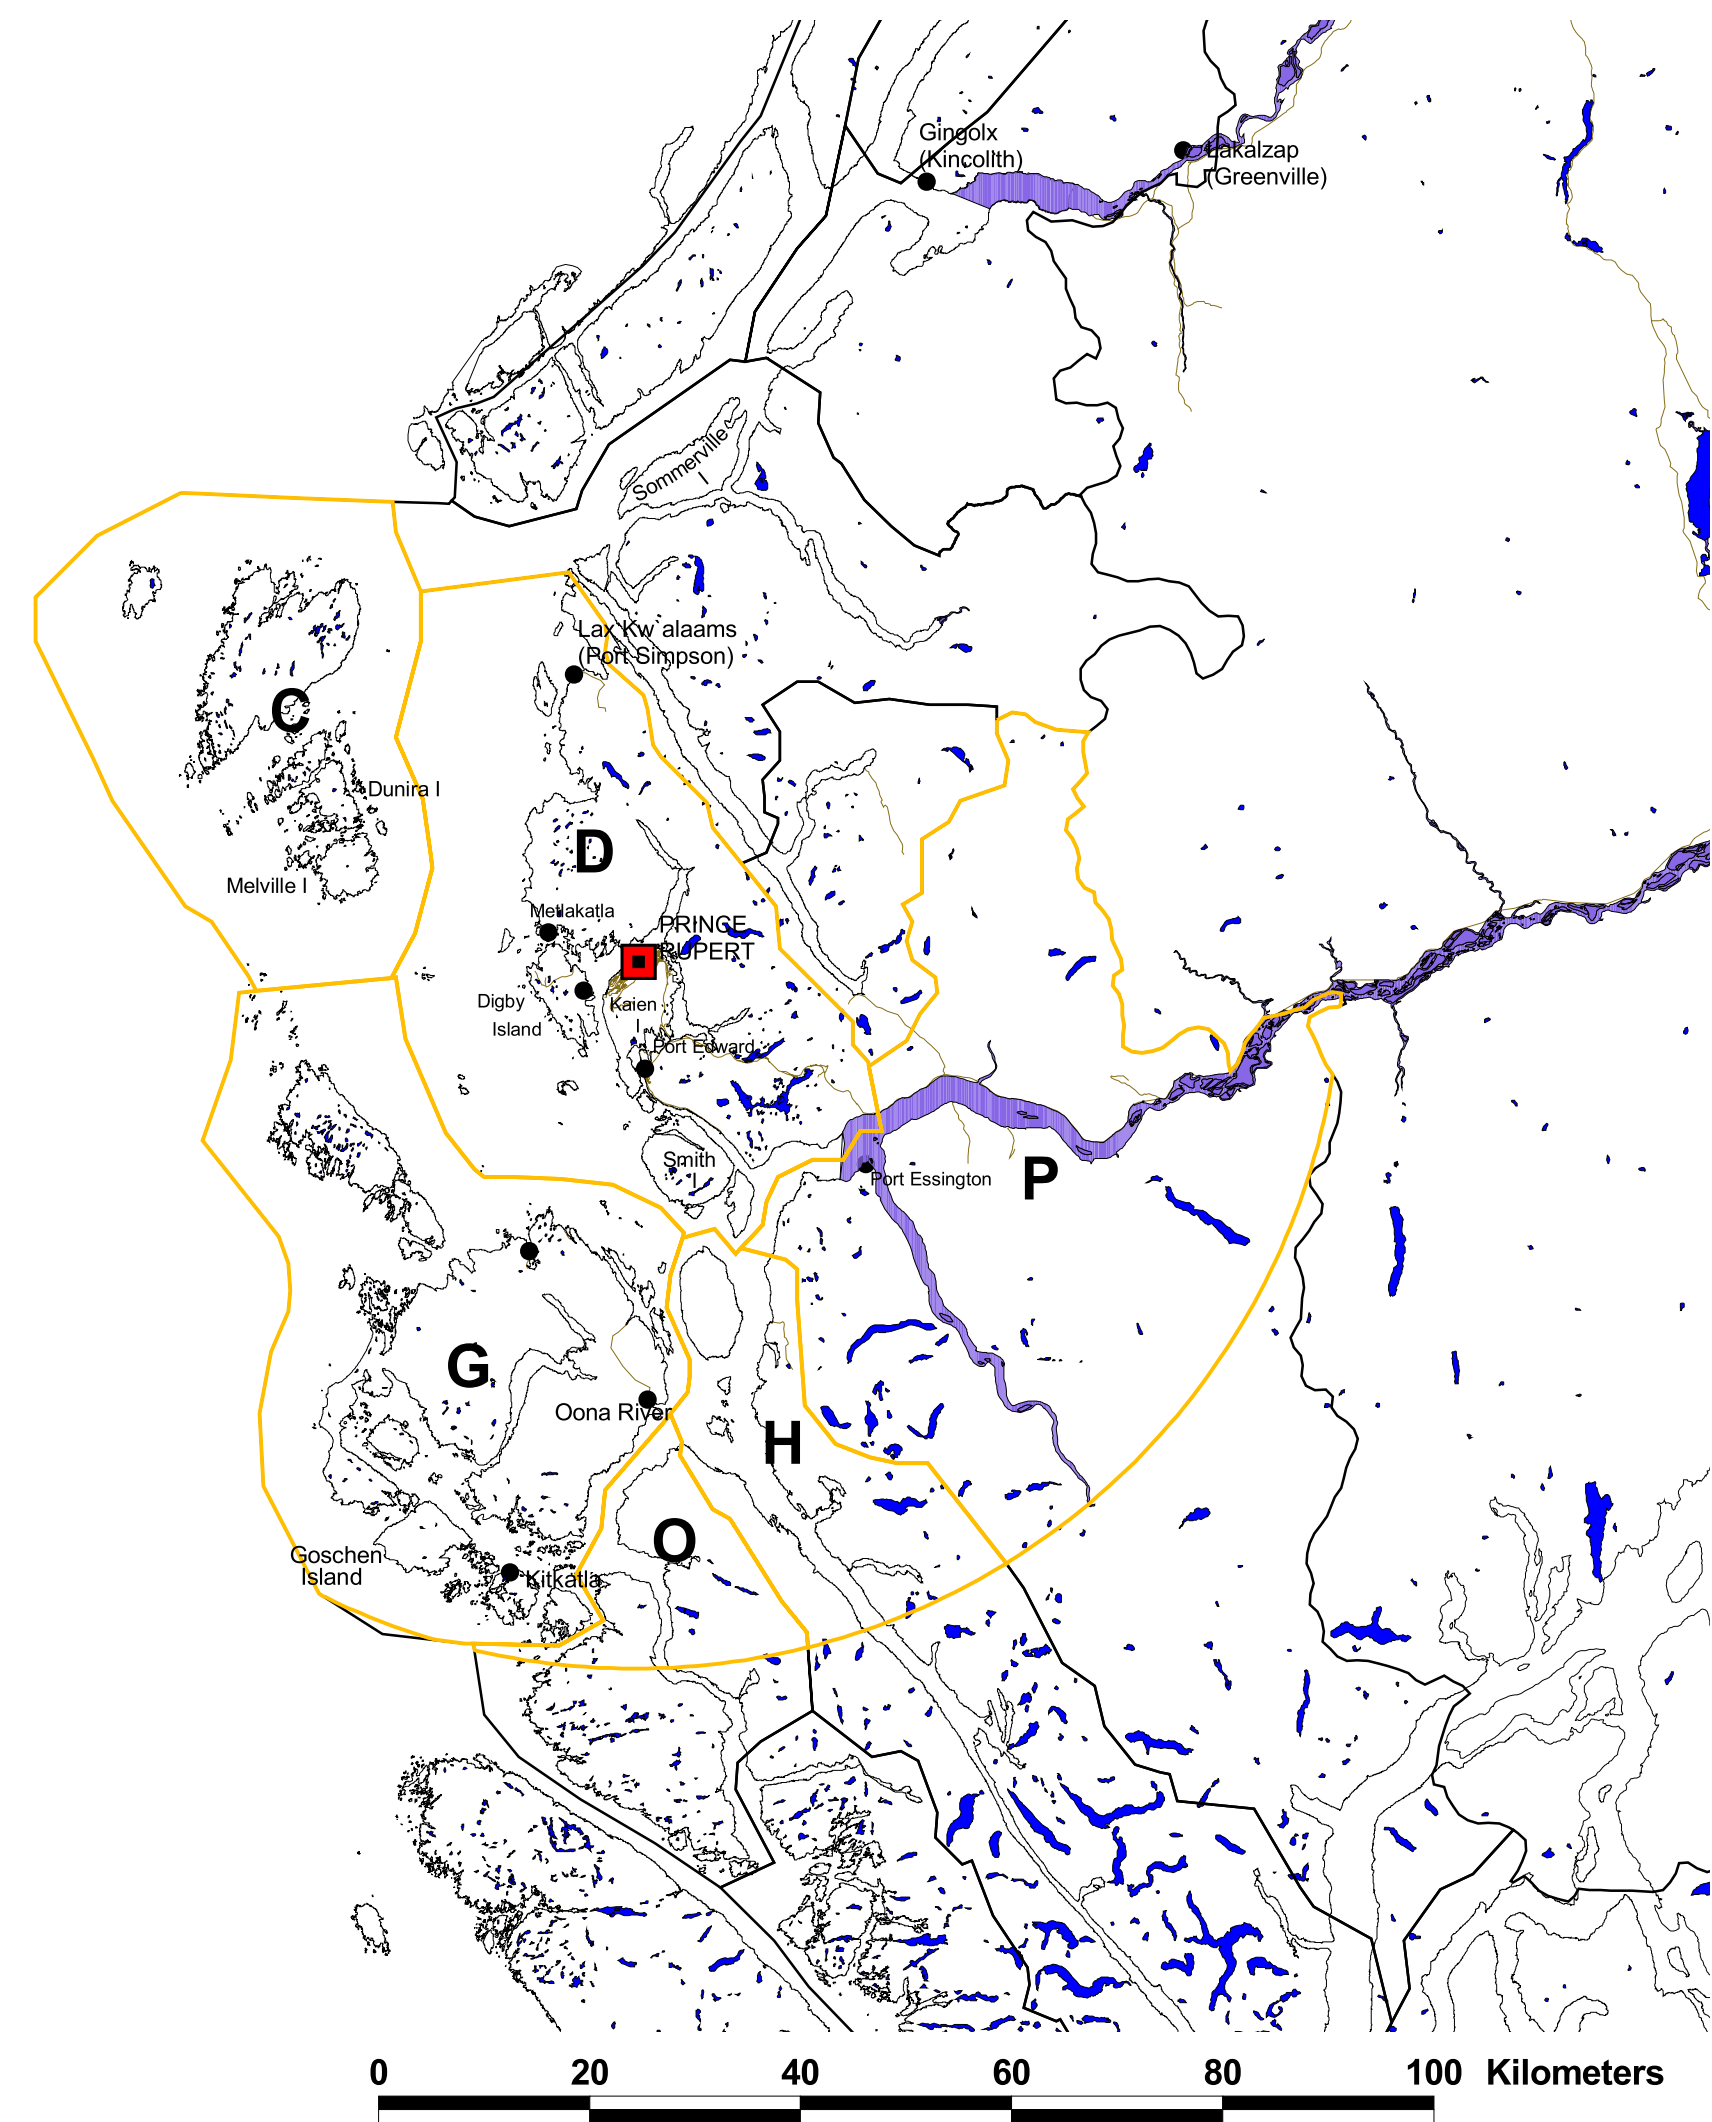 Gingolx
(Kincollth)
Lakalzap
(Greenville)
Sommerville
I
Lax Kw`alaams
(Port Simpson)
C
Dunira I
D
Melville I
Metlakatla
PRINCE
RUPERT
Digby
Island
Kaien
I
Port Edward
Smith
I
Port Essington
P
G
Oona River
H
O
Goschen
Island
Kitkatla
0 20 40 60 80 100 Kilometers